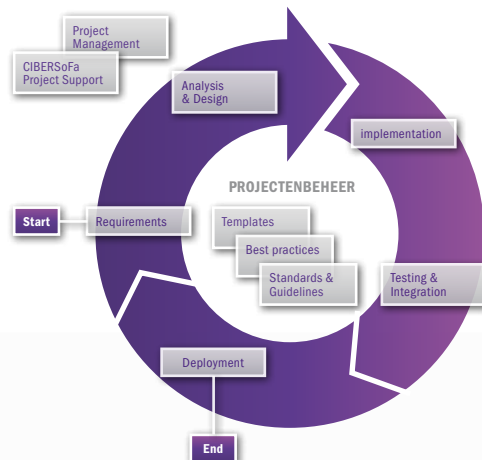 Project
Management
CIBERSoFa
Project Support
Analysis
& Design
implementation
PROJECTENBEHEER
Start
Requirements
Templates
Best practices
Standards &
Guidelines
Testing &
Integration
Deployment
End